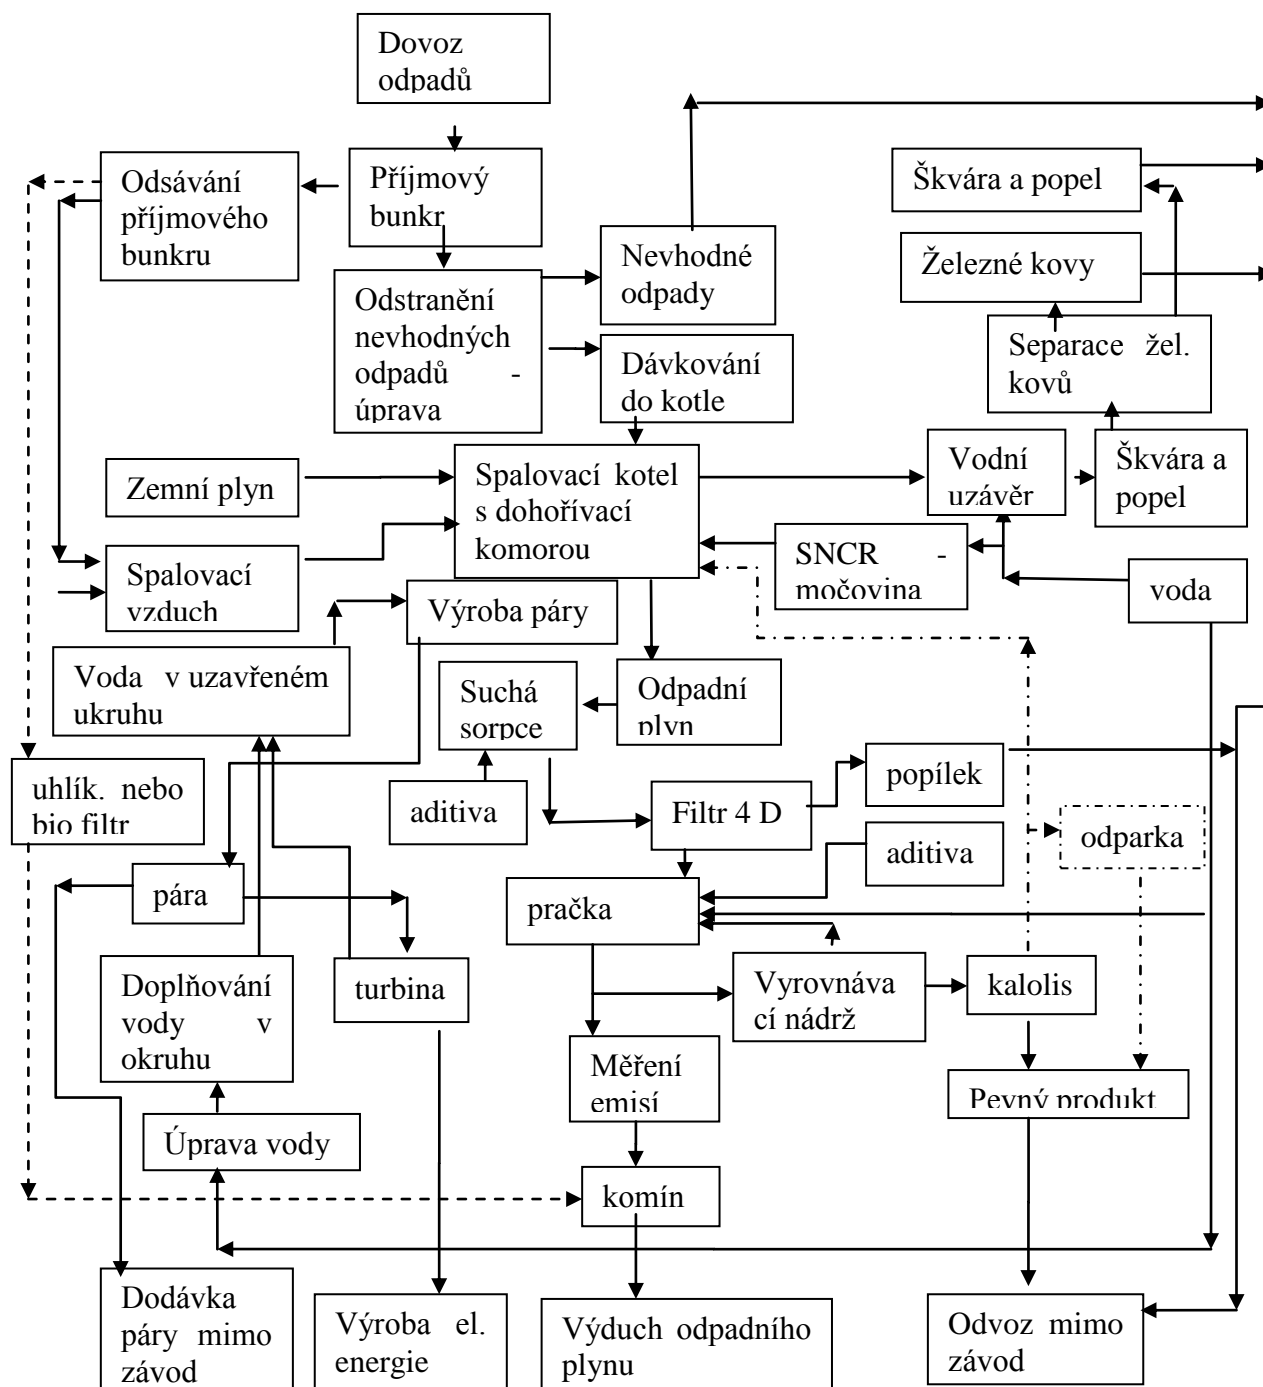 Dovoz
odpadů
Odsávání
příjmového
bunkru
Příjmový
bunkr
Škvára a popel
Nevhodné
odpady
Železné kovy
Odstranění
nevhodných
odpadů -
úprava
Dávkování
do kotle
Separace žel.
kovů
Zemní plyn
Spalovací kotel
s dohořívací
komorou
Vodní
uzávěr
Škvára a
popel
Spalovací
vzduch
Výroba páry
SNCR -
močovina
voda
Voda v uzavřeném
ukruhu
Suchá
sorpce
Odpadní
plyn
uhlík. nebo
bio filtr
aditiva
Filtr 4 D
popílek
aditiva
odparka
pára
pračka
Doplňování
vody v
okruhu
turbina
Vyrovnáva
cí nádrž
kalolis
Měření
emisí
Pevný produkt
Úprava vody
komín
Dodávka
páry mimo
závod
Výroba el.
energie
Výduch odpadního
plynu
Odvoz mimo
závod